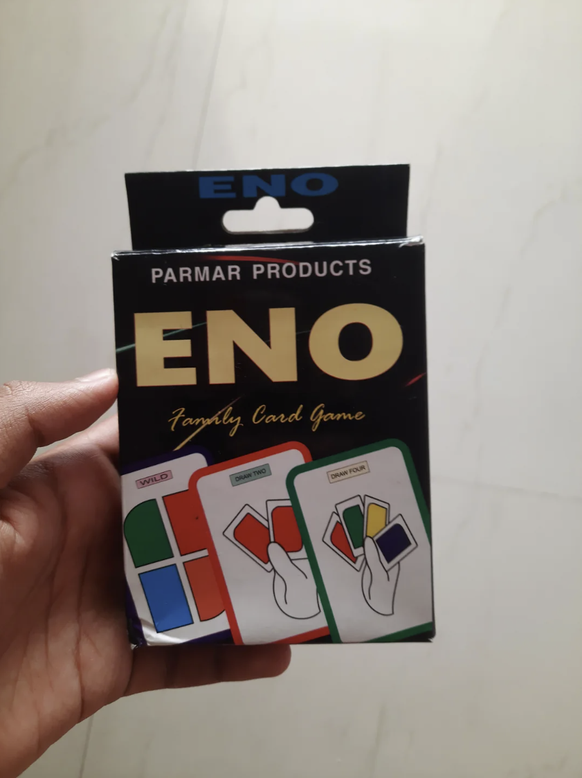 ENO
PARMAR PRODUCTS
ENO
Family Card Game
WILD
DRAW TWO
DRAW FOUR